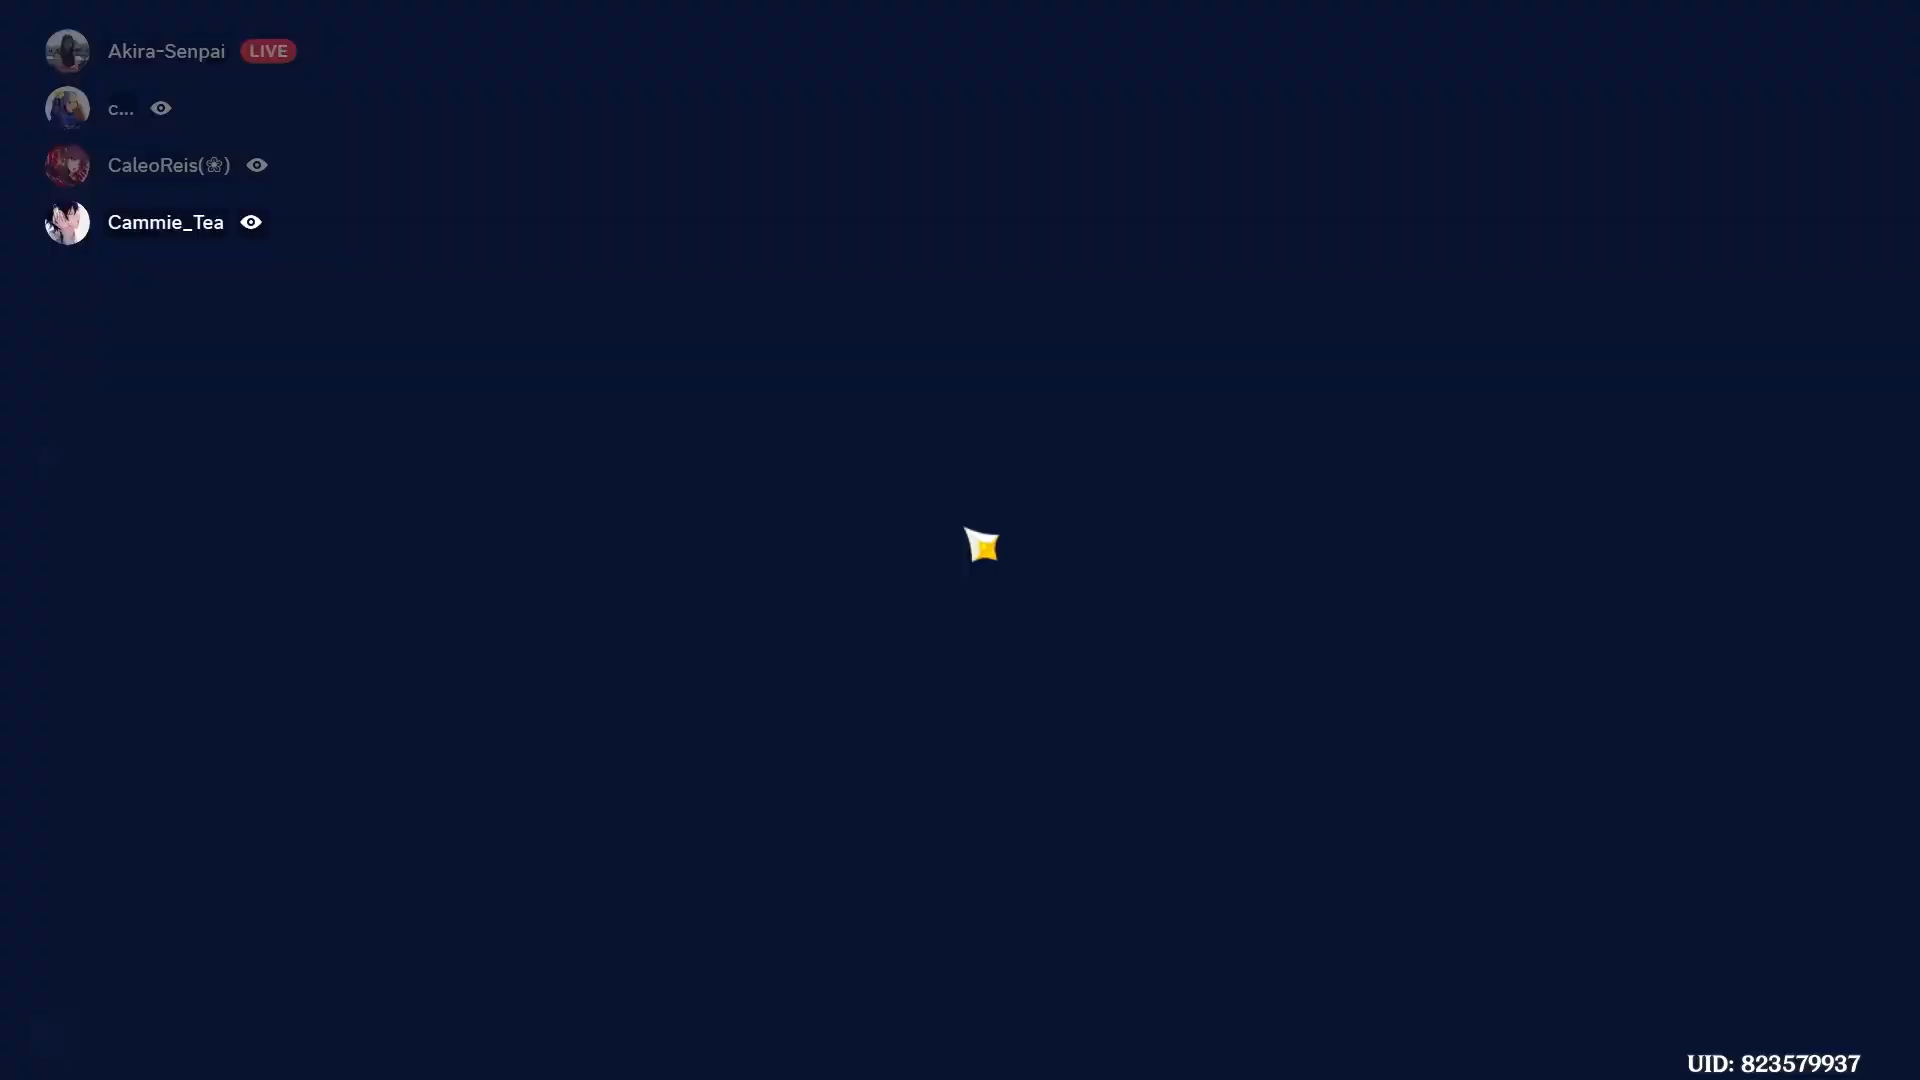 Akira-Senpai LIVE
c...
CaleoReis(❀)
Cammie_Tea
UID: 823579937